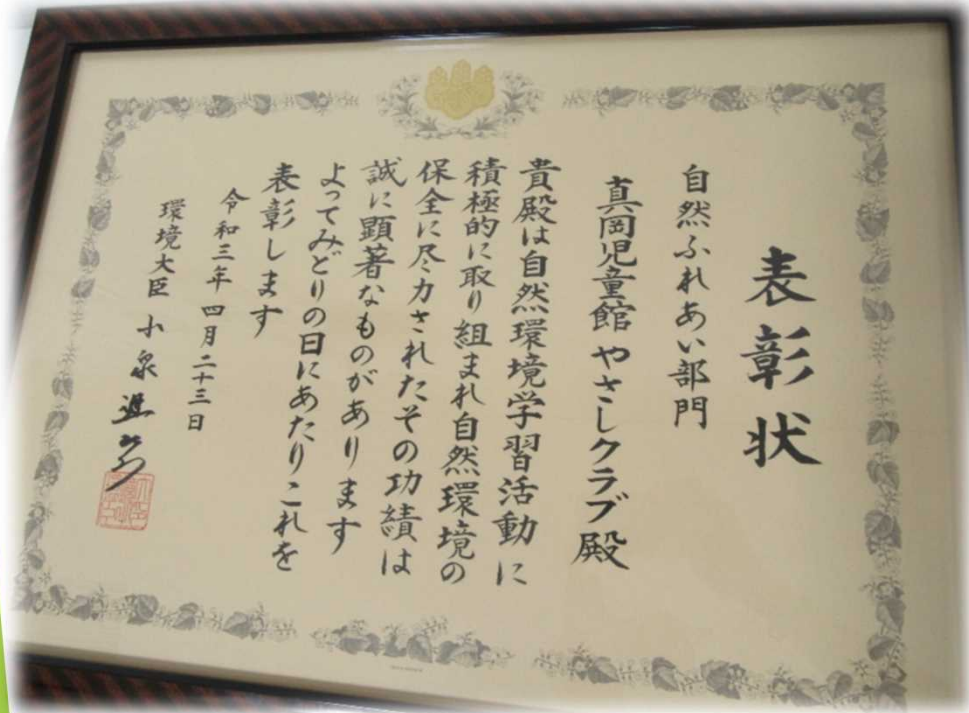 表彰状
自然ふれあい部門
真岡児童館 やさしクラブ殿
貴殿は自然環境学習活動に
積極的に取り組まれ自然環境の
保全に尽力されたその功績は
誠に顕著なものがあります
よってみどりの日にあたりこれを
表彰します
令和三年四月二十三日
環境大臣 小泉進次郎